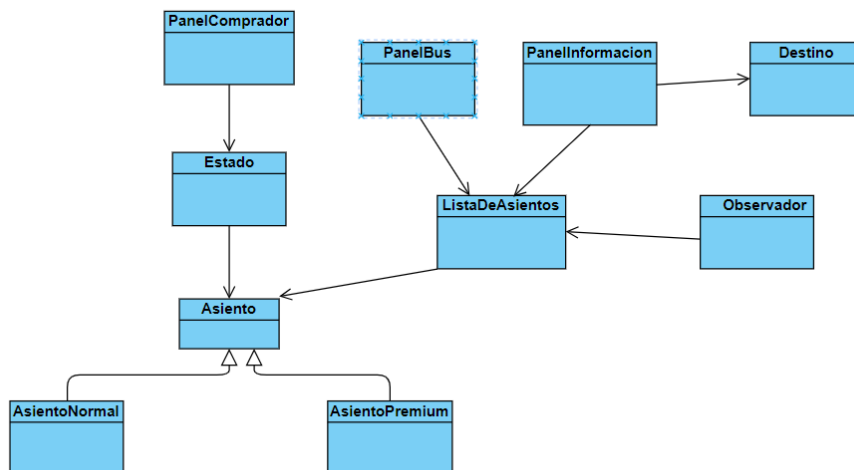 PanelComprador
PanelBus
PanelInformacion
Destino
Estado
ListaDeAsientos
Observador
Asiento
AsientoNormal
AsientoPremium